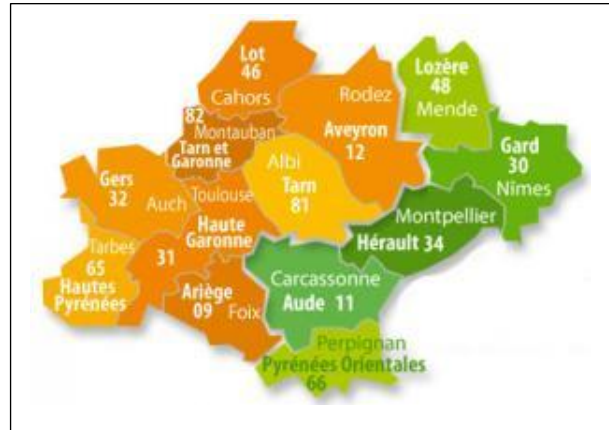 Lot
46
Cahors
Lozère
48
Mende
Rodez
Aveyron
12
82
Montauban
Tarn et
Garonne
Gard
30
Nîmes
Albi
Tarn
81
Gers
32
Auch
Toulouse
Haute
Garonne
31
Montpellier
Hérault 34
Tarbes
65
Hautes
Pyrénées
Ariège
09
Foix
Carcassonne
Aude 11
Perpignan
Pyrénées Orientales
66